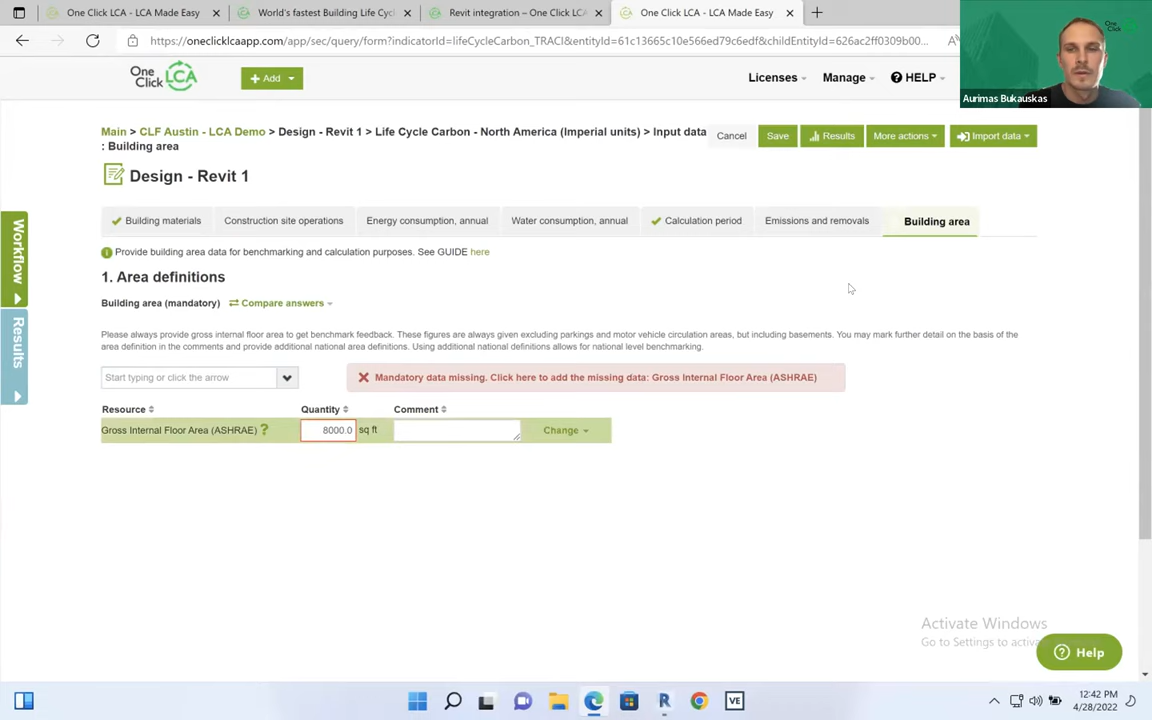 One Click LCA - LCA Made Easy
World's fastest Building Life Cycl
Revit integration – One Click LCA
One Click LCA - LCA Made Easy
https://oneclicklcaapp.com/app/sec/query/form?indicatorId=lifeCycleCarbon_TRACI&entityId=61c13665c10e566ed79c6edf&childEntityId=626ac2ff0309b00...
One Click LCA
Add
Licenses
Manage
HELP
One Click LCA
Aurimas Bukauskas
Main > CLF Austin - LCA Demo > Design - Revit 1 > Life Cycle Carbon - North America (Imperial units) > Input data
: Building area
Cancel
Save
Results
More actions
Import data
Design - Revit 1
Building materials
Construction site operations
Energy consumption, annual
Water consumption, annual
Calculation period
Emissions and removals
Building area
Provide building area data for benchmarking and calculation purposes. See GUIDE here
1. Area definitions
Building area (mandatory)
Compare answers
Please always provide gross internal floor area to get benchmark feedback. These figures are always given excluding parkings and motor vehicle circulation areas, but including basements. You may mark further detail on the basis of the
area definition in the comments and provide additional national area definitions. Using additional national definitions allows for national level benchmarking.
Start typing or click the arrow
Mandatory data missing. Click here to add the missing data: Gross Internal Floor Area (ASHRAE)
Resource
Quantity
Comment
Gross Internal Floor Area (ASHRAE) ?
8000.0
sq ft
Change
Workflow
Results
Activate Windows
Go to Settings to activa
Help
R
VE
12:42 PM
4/28/2022